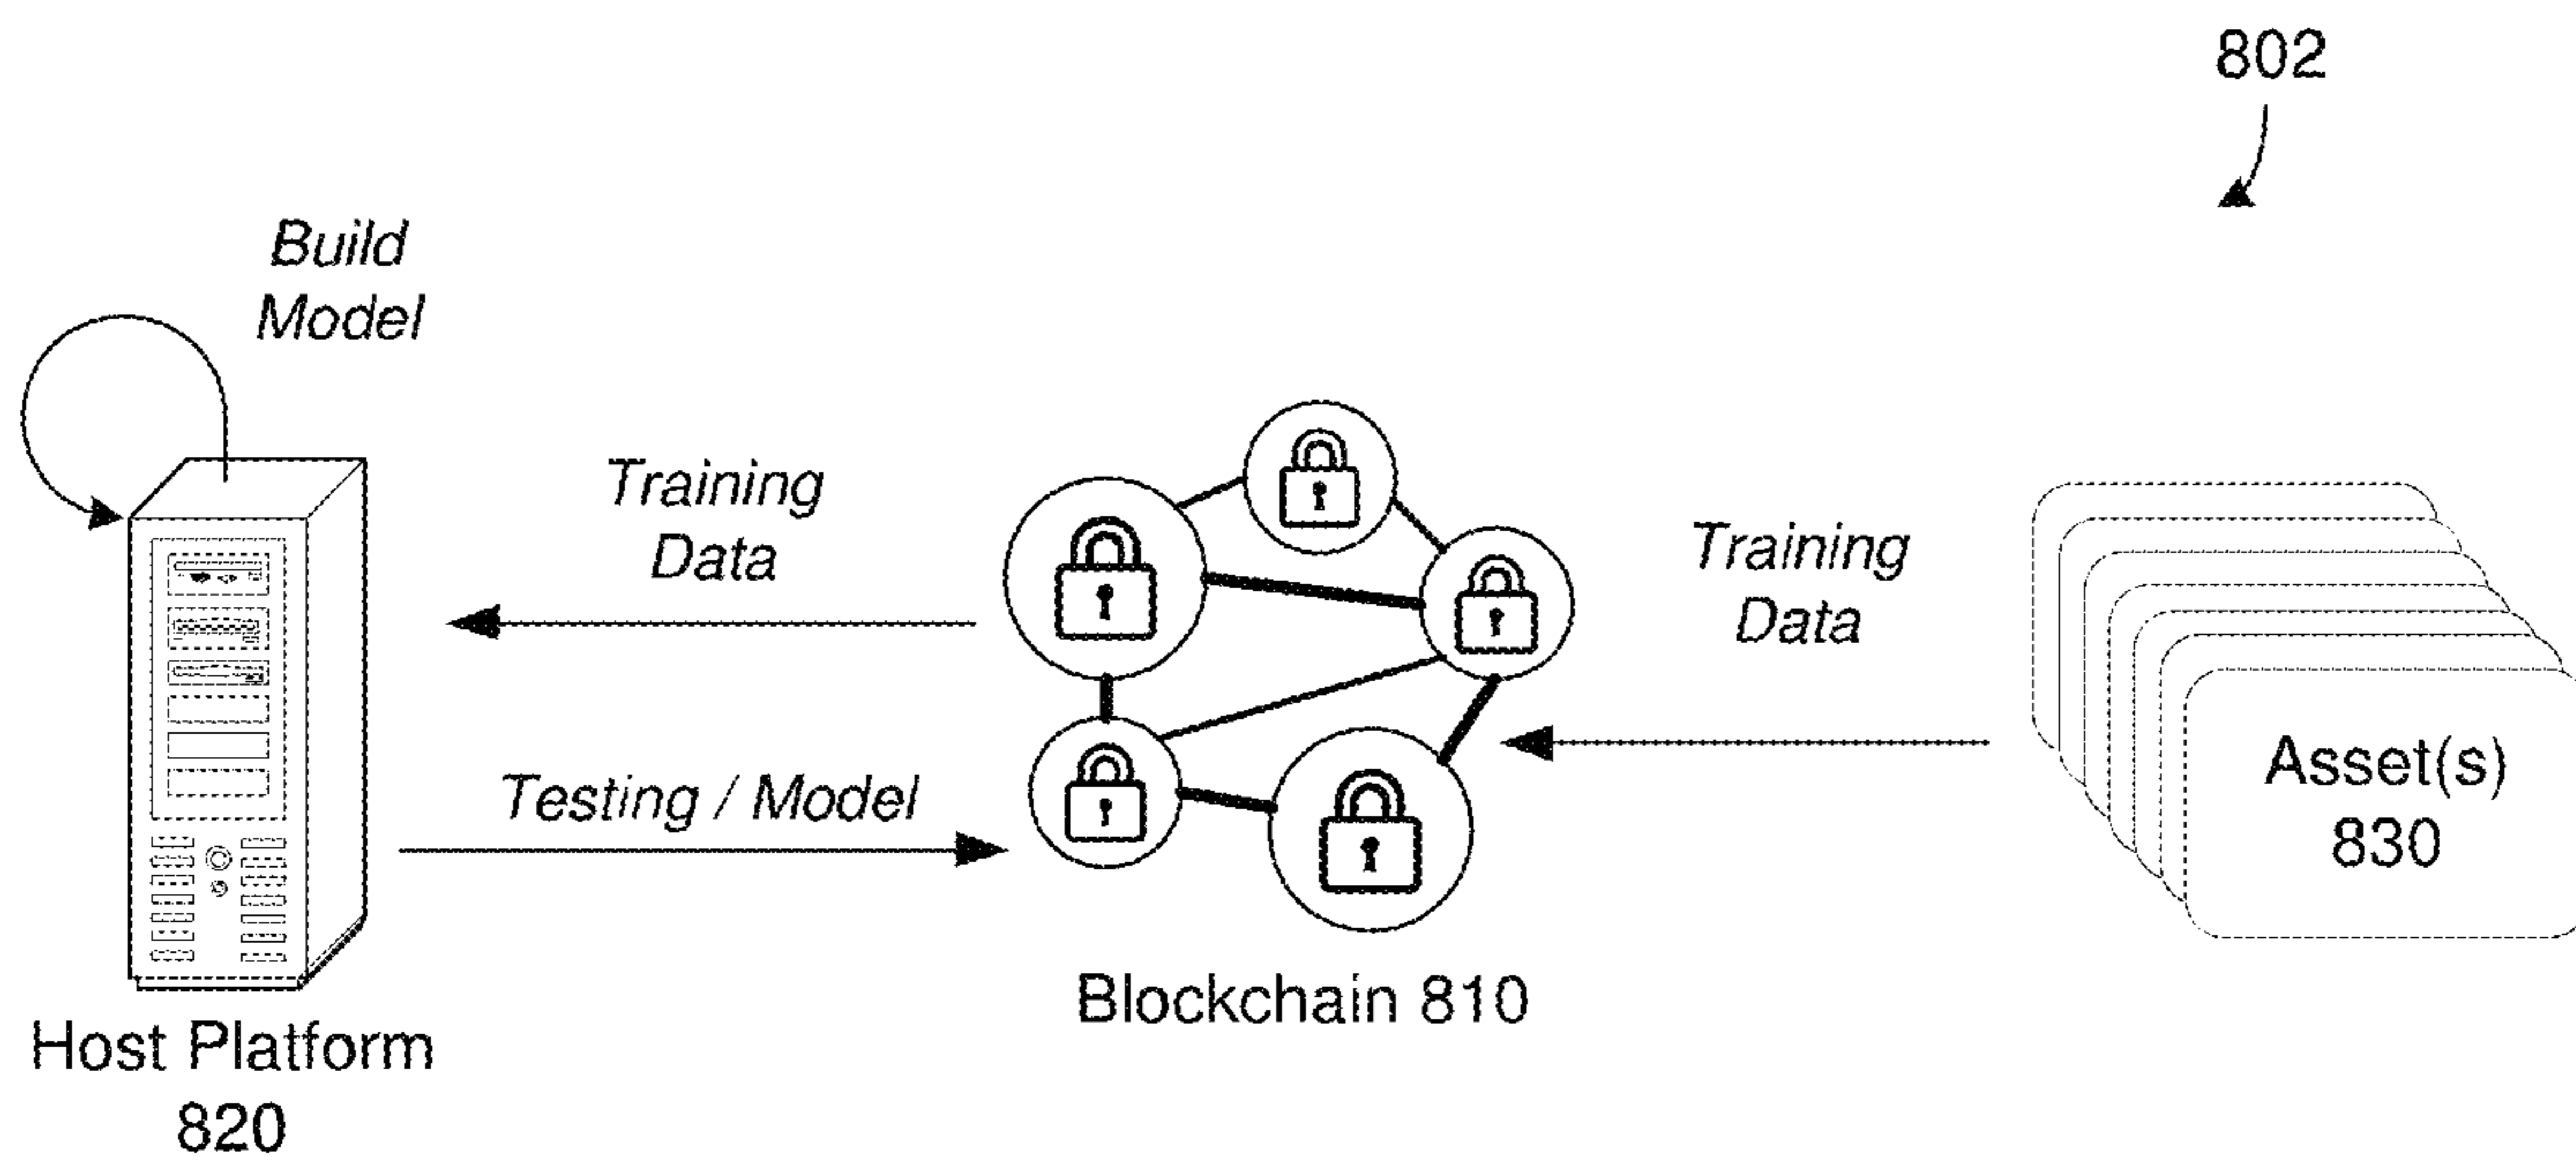 802
Build
Model
Training
Data
Training
Data
Testing / Model
Asset(s)
830
Blockchain 810
Host Platform
820